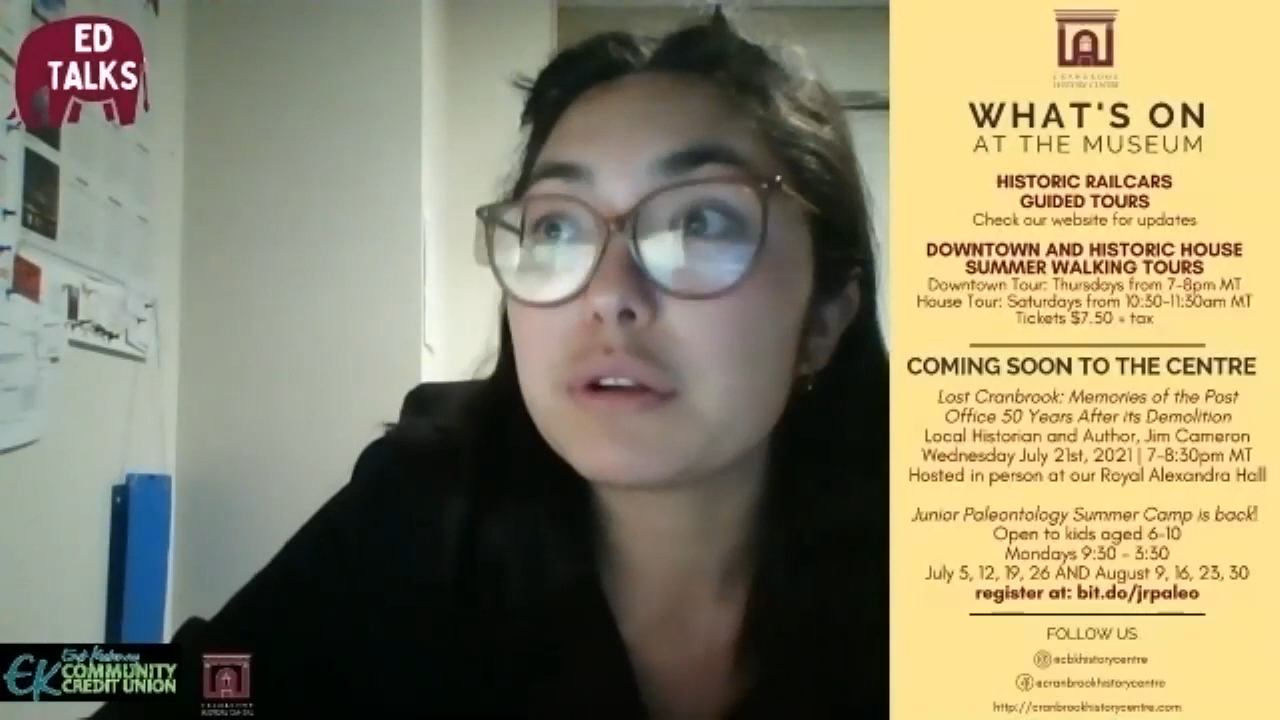 ED
TALKS
EK
East Kootenay
COMMUNITY
CREDIT UNION
CRANBROOK
HISTORY CENTRE
WHAT'S ON
AT THE MUSEUM
HISTORIC RAILCARS
GUIDED TOURS
Check our website for updates
DOWNTOWN AND HISTORIC HOUSE
SUMMER WALKING TOURS
Downtown Tour: Thursdays from 7-8pm MT
House Tour: Saturdays from 10:30-11:30am MT
Tickets $7.50 + tax
COMING SOON TO THE CENTRE
Lost Cranbrook: Memories of the Post
Office 50 Years After its Demolition
Local Historian and Author, Jim Cameron
Wednesday July 21st, 2021 | 7-8:30pm MT
Hosted in person at our Royal Alexandra Hall
Junior Paleontology Summer Camp is back!
Open to kids aged 6-10
Mondays 9:30 - 3:30
July 5, 12, 19, 26 AND August 9, 16, 23, 30
register at: bit.do/jrpaleo
FOLLOW US
@cbkhistorycentre
@cranbrookhistorycentre
http://cranbrookhistorycentre.com